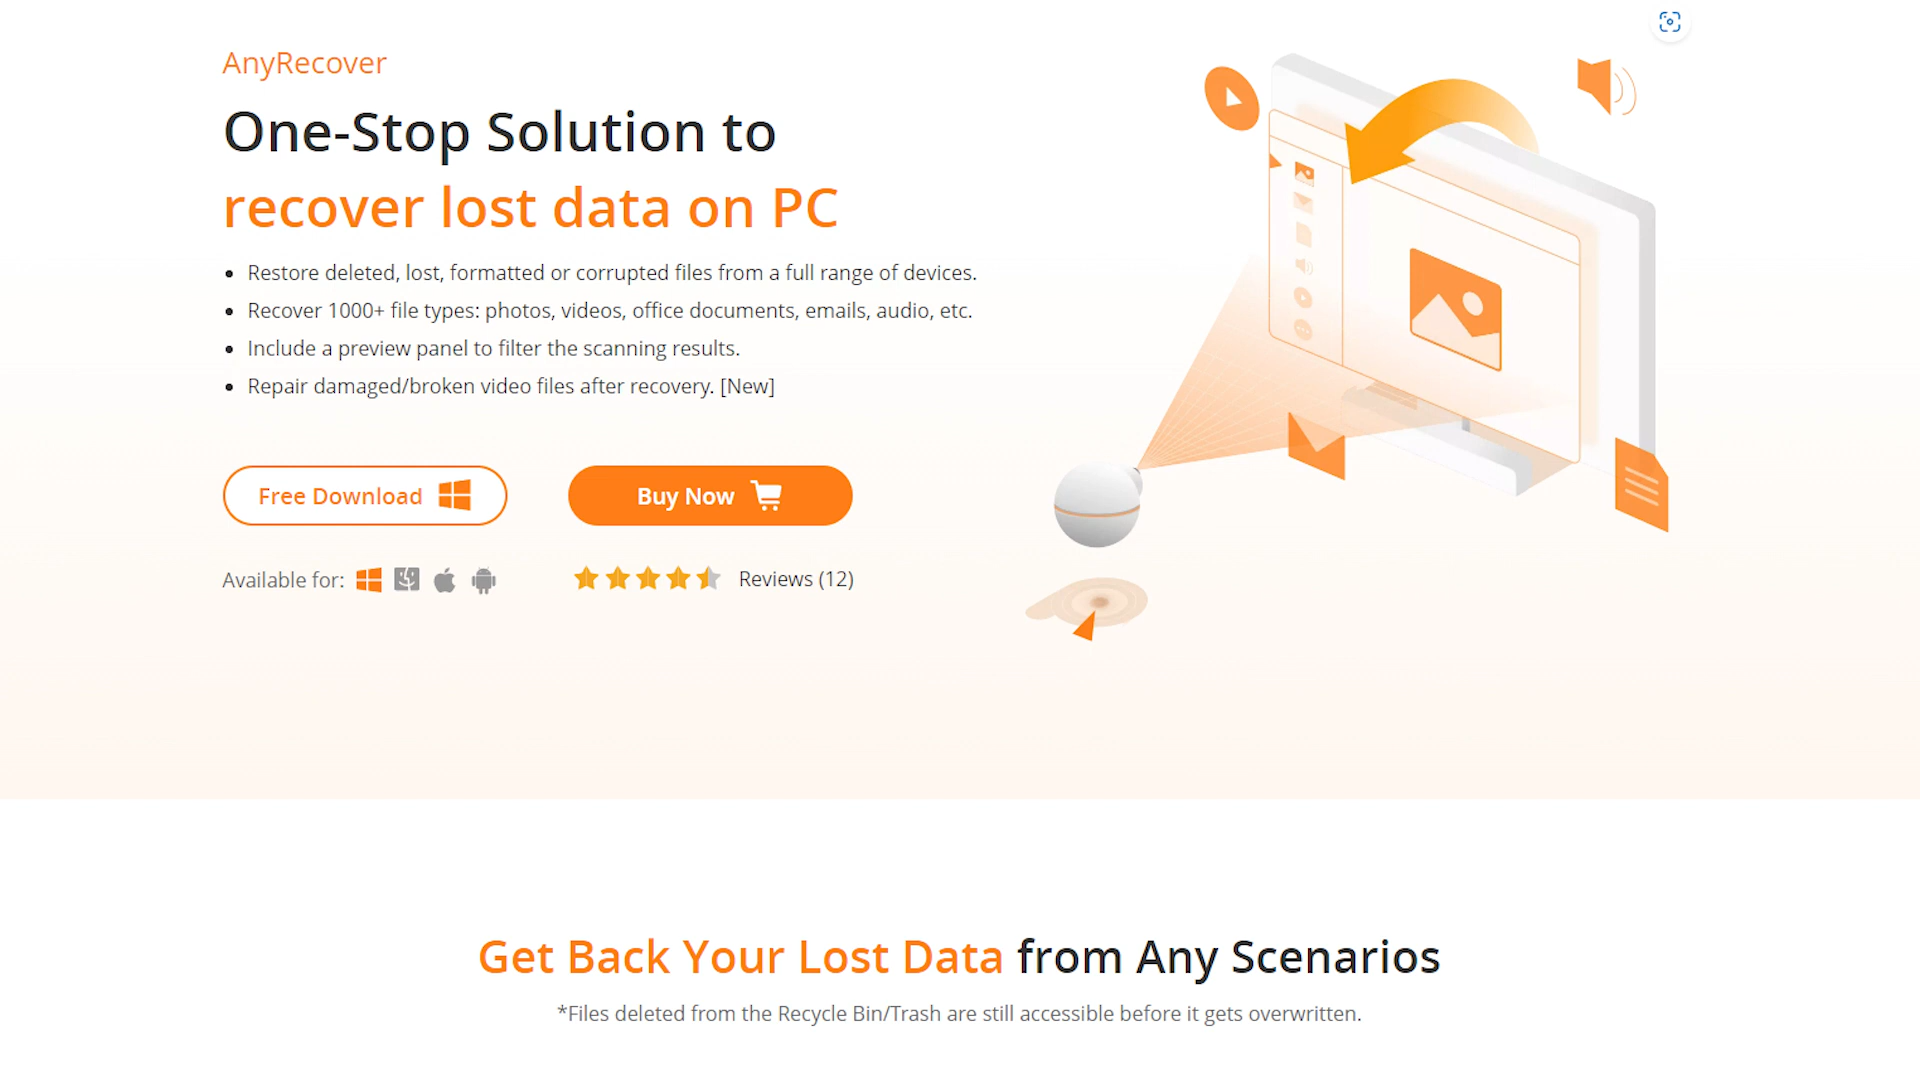 AnyRecover
One-Stop Solution to
recover lost data on PC
Restore deleted, lost, formatted or corrupted files from a full range of devices.
Recover 1000+ file types: photos, videos, office documents, emails, audio, etc.
Include a preview panel to filter the scanning results.
Repair damaged/broken video files after recovery. [New]
Free Download
Buy Now
Available for:
Reviews (12)
Get Back Your Lost Data from Any Scenarios
*Files deleted from the Recycle Bin/Trash are still accessible before it gets overwritten.